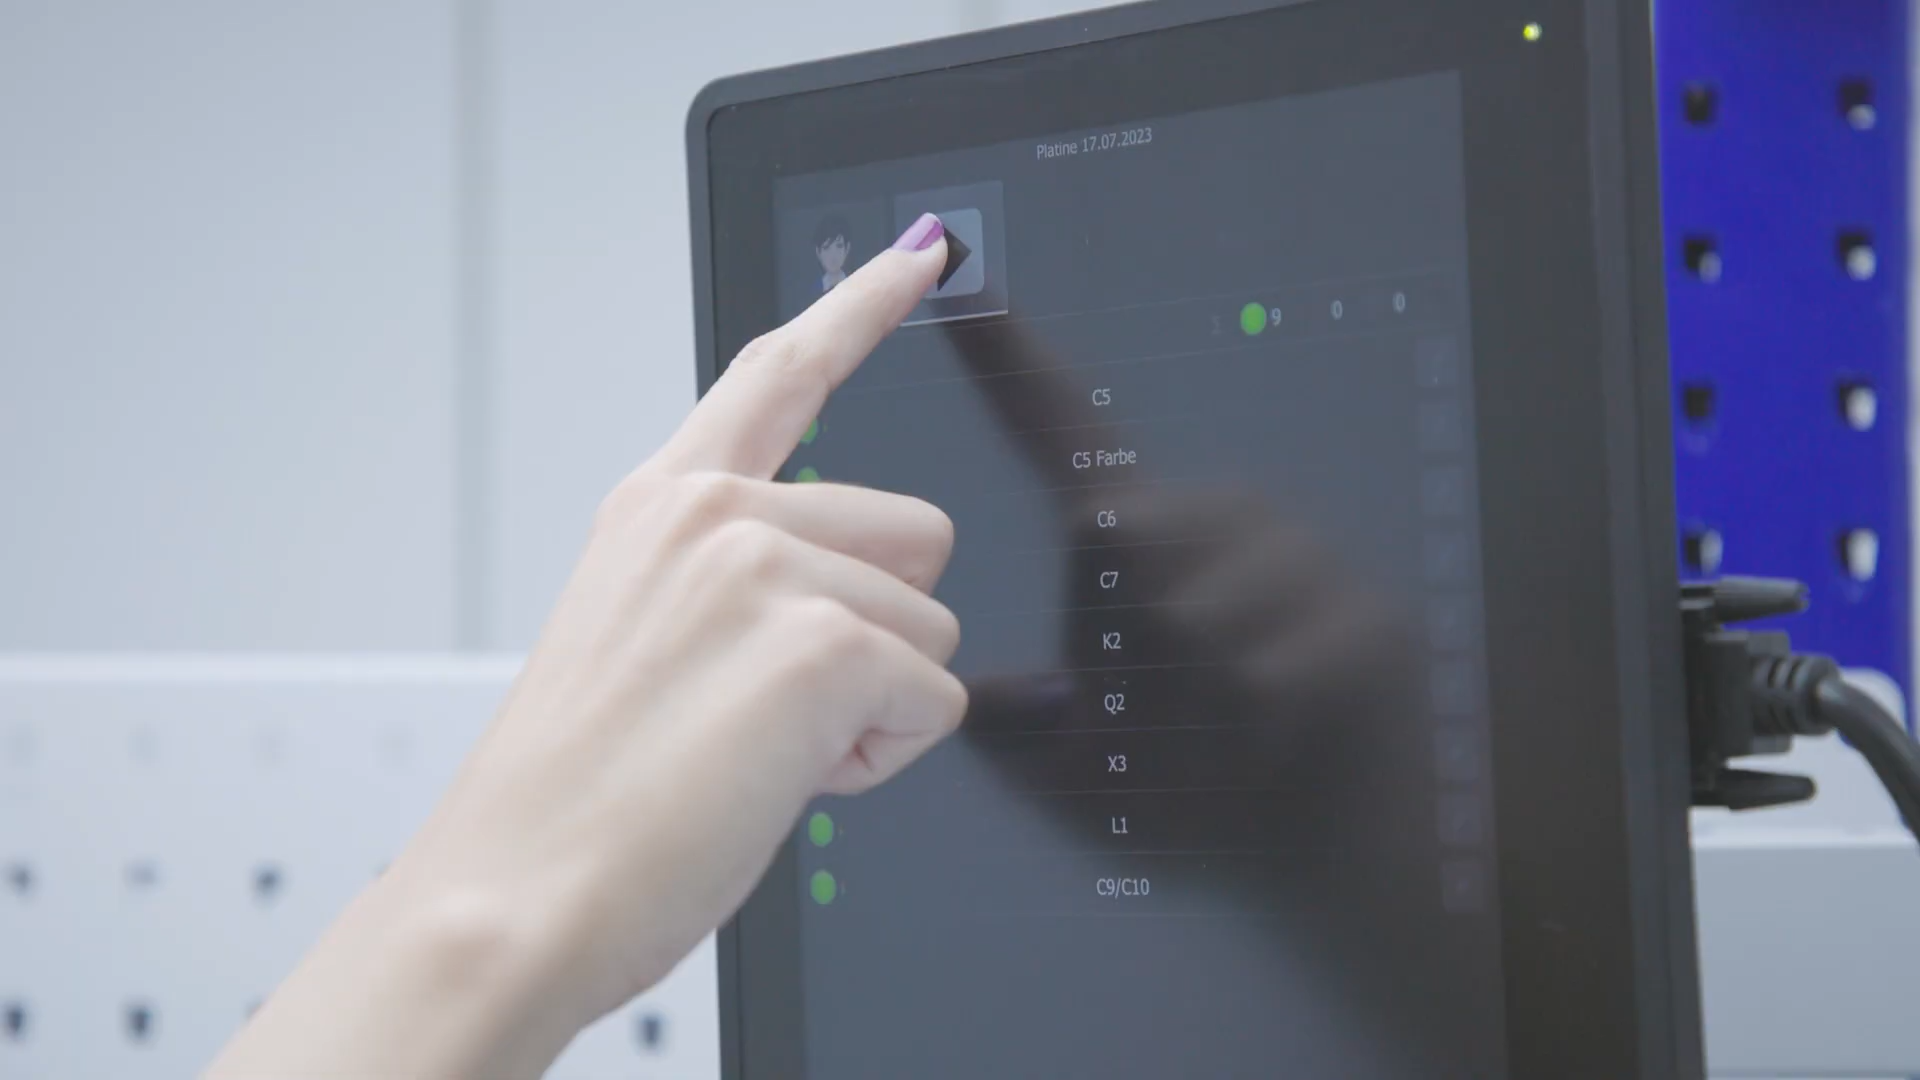 Platine 17.07.2023
Σ 9 0 0
C5
C5 Farbe
C6
C7
K2
Q2
X3
L1
C9/C10